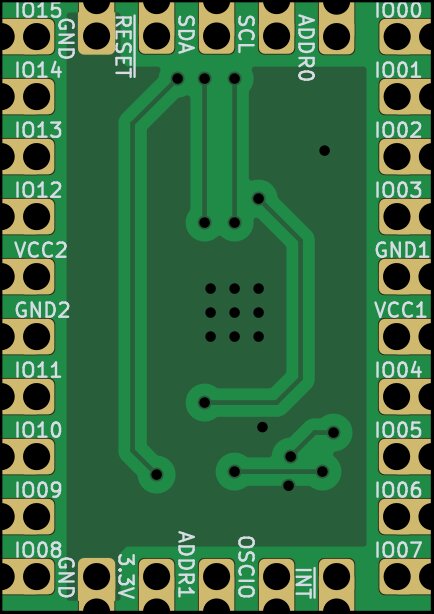 IO15 GND RESET SDA SCL ADDR0 IO00
IO14 IO01
IO13 IO02
IO12 IO03
VCC2 GND1
GND2 VCC1
IO11 IO04
IO10 IO05
IO09 IO06
IO08 GND 3.3V ADDR1 OSCIO INT IO07